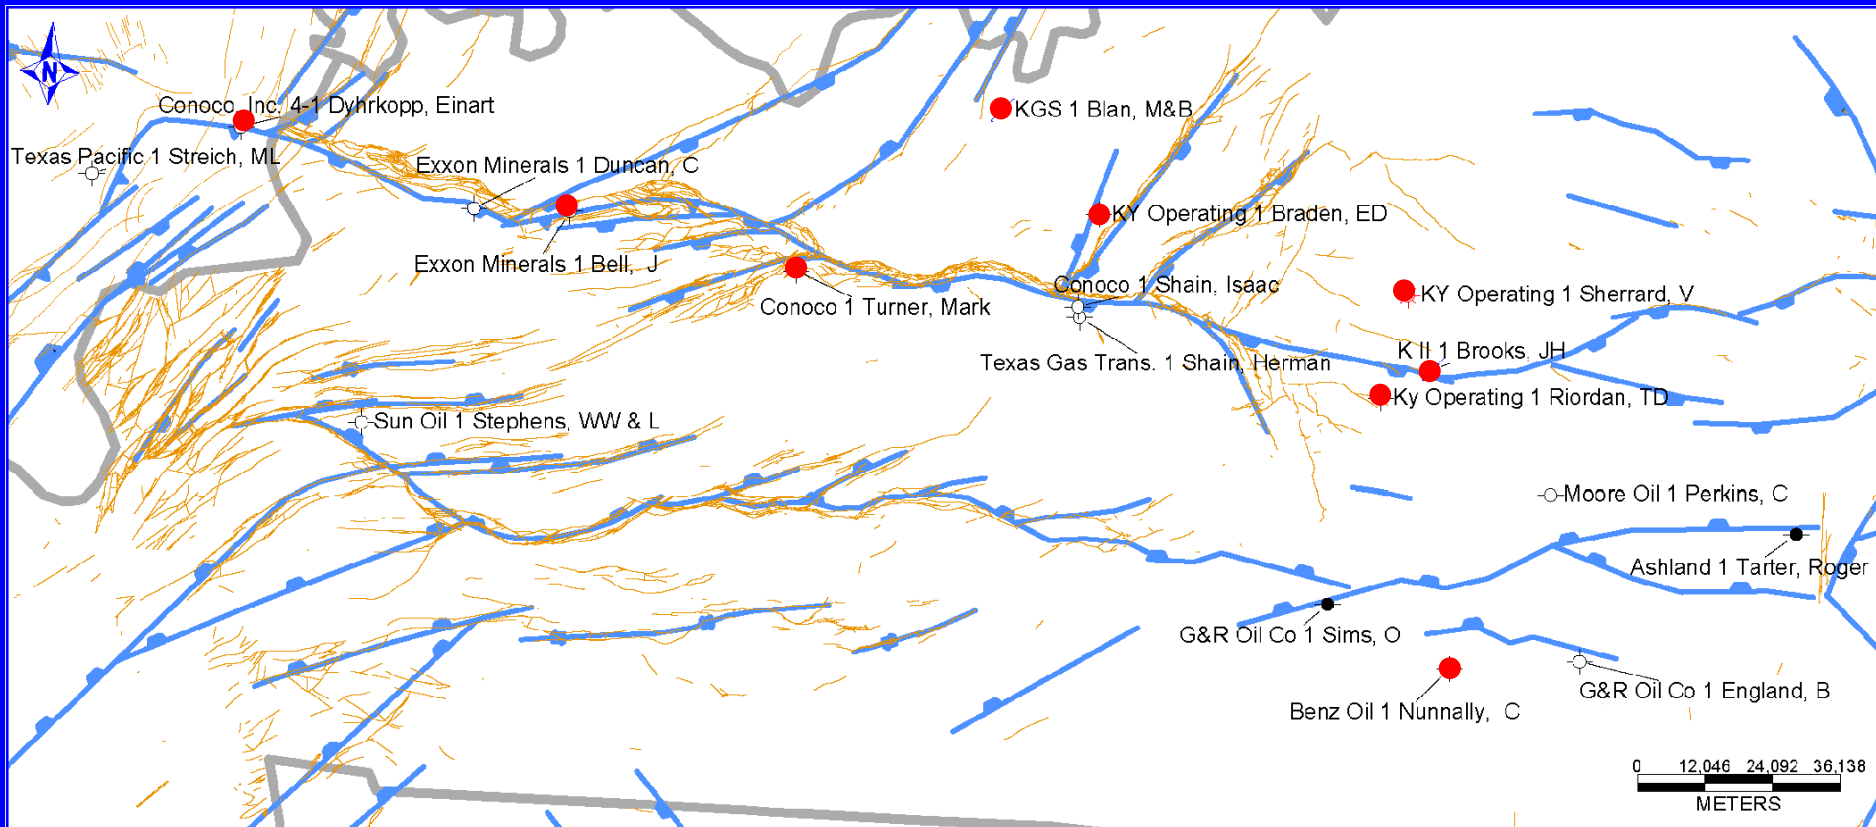 N
Conoco, Inc. 4-1 Dyhrkopp, Einart
KGS 1 Blan, M&B
Texas Pacific 1 Streich, ML
Exxon Minerals 1 Duncan, C
KY Operating 1 Braden, ED
Exxon Minerals 1 Bell, J
Conoco 1 Shain, Isaac
KY Operating 1 Sherrard, V
Conoco 1 Turner, Mark
K II 1 Brooks, JH
Texas Gas Trans. 1 Shain, Herman
Ky Operating 1 Riordan, TD
Sun Oil 1 Stephens, WW & L
Moore Oil 1 Perkins, C
Ashland 1 Tarter, Roger
G&R Oil Co 1 Sims, O
G&R Oil Co 1 England, B
Benz Oil 1 Nunnally, C
0 12,046 24,092 36,138
METERS